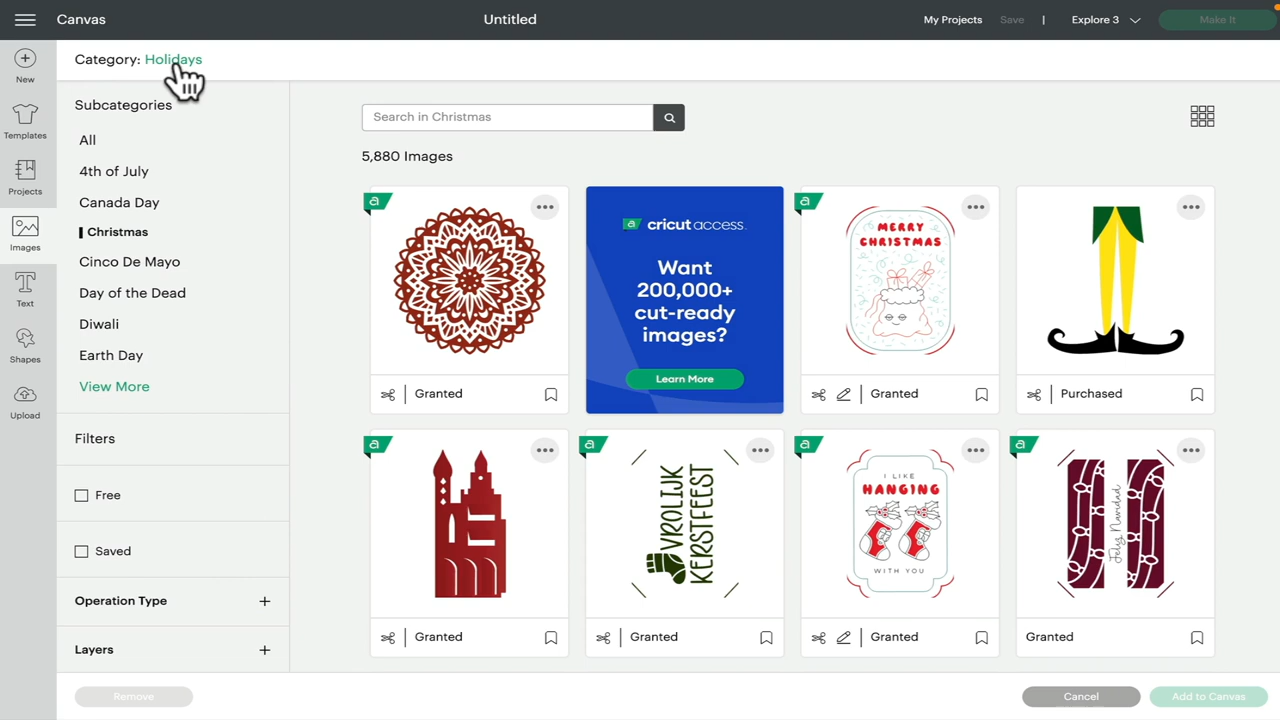 Canvas
Untitled
My Projects
Save
|
Explore 3
Make It
New
Templates
Projects
Images
Text
Shapes
Upload
Category: Holidays
Subcategories
All
4th of July
Canada Day
Christmas
Cinco De Mayo
Day of the Dead
Diwali
Earth Day
View More
Filters
Free
Saved
Operation Type
Layers
Search in Christmas
5,880 Images
a
Granted
a cricut access.
Want
200,000+
cut-ready
images?
Learn More
a
MERRY
CHRISTMAS
Granted
Purchased
a
Granted
a
VROLIJK
KERSTFEEST
Granted
a
I LIKE
HANGING
WITH YOU
Granted
a
Feliz Navidad
Granted
Remove
Cancel
Add to Canvas